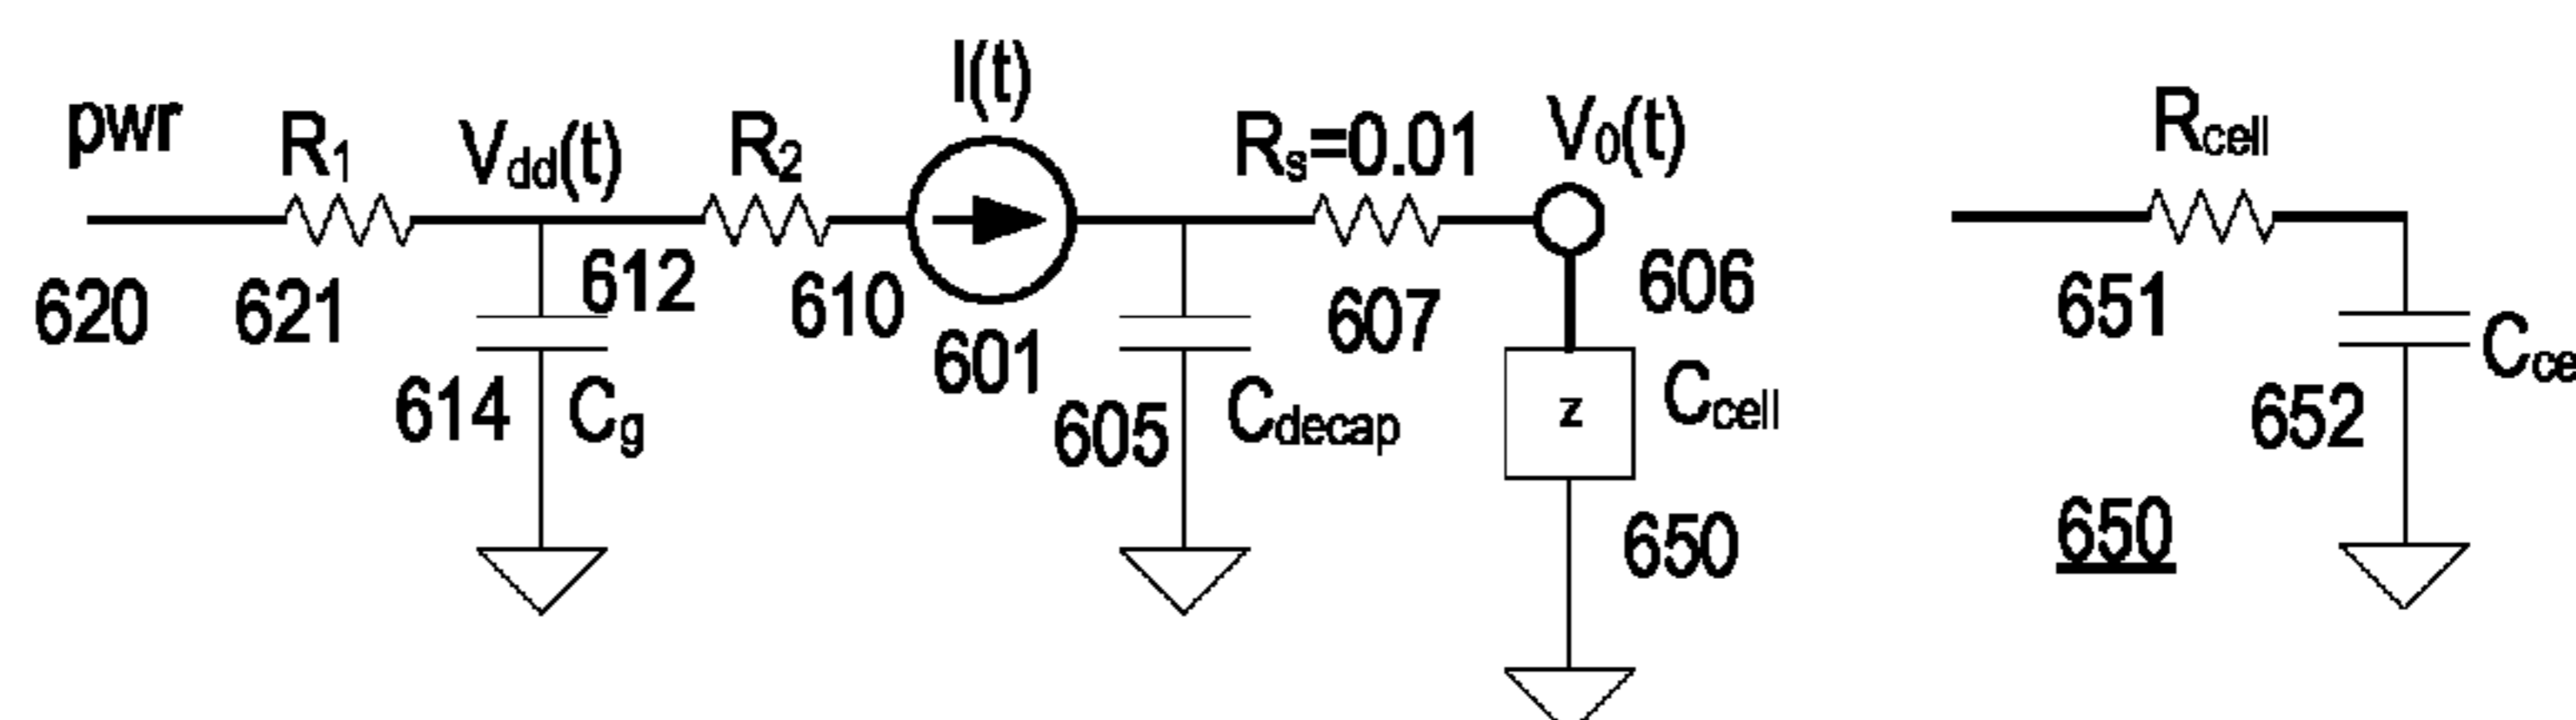 I(t)
pwr R1 Vdd(t) R2 Rs=0.01 V0(t) Rcell
620 621 612 610 601 607 606 651
614 Cg 605 Cdecap z Ccell 652 Cce
650 650